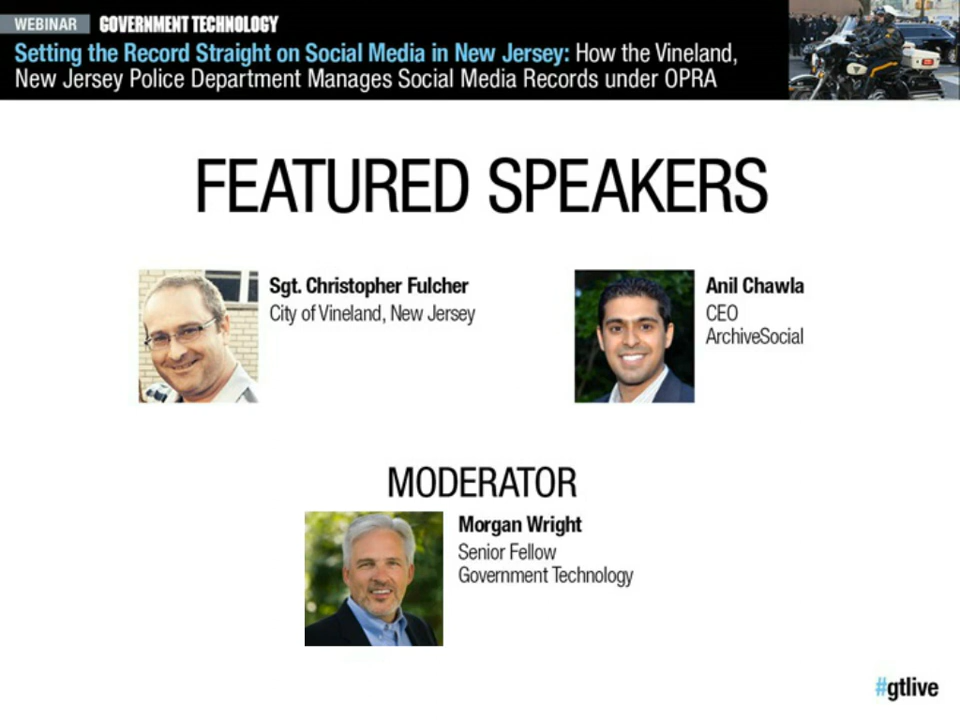 WEBINAR GOVERNMENT TECHNOLOGY
Setting the Record Straight on Social Media in New Jersey: How the Vineland,
New Jersey Police Department Manages Social Media Records under OPRA
FEATURED SPEAKERS
Sgt. Christopher Fulcher
City of Vineland, New Jersey
Anil Chawla
CEO
ArchiveSocial
MODERATOR
Morgan Wright
Senior Fellow
Government Technology
#gtlive